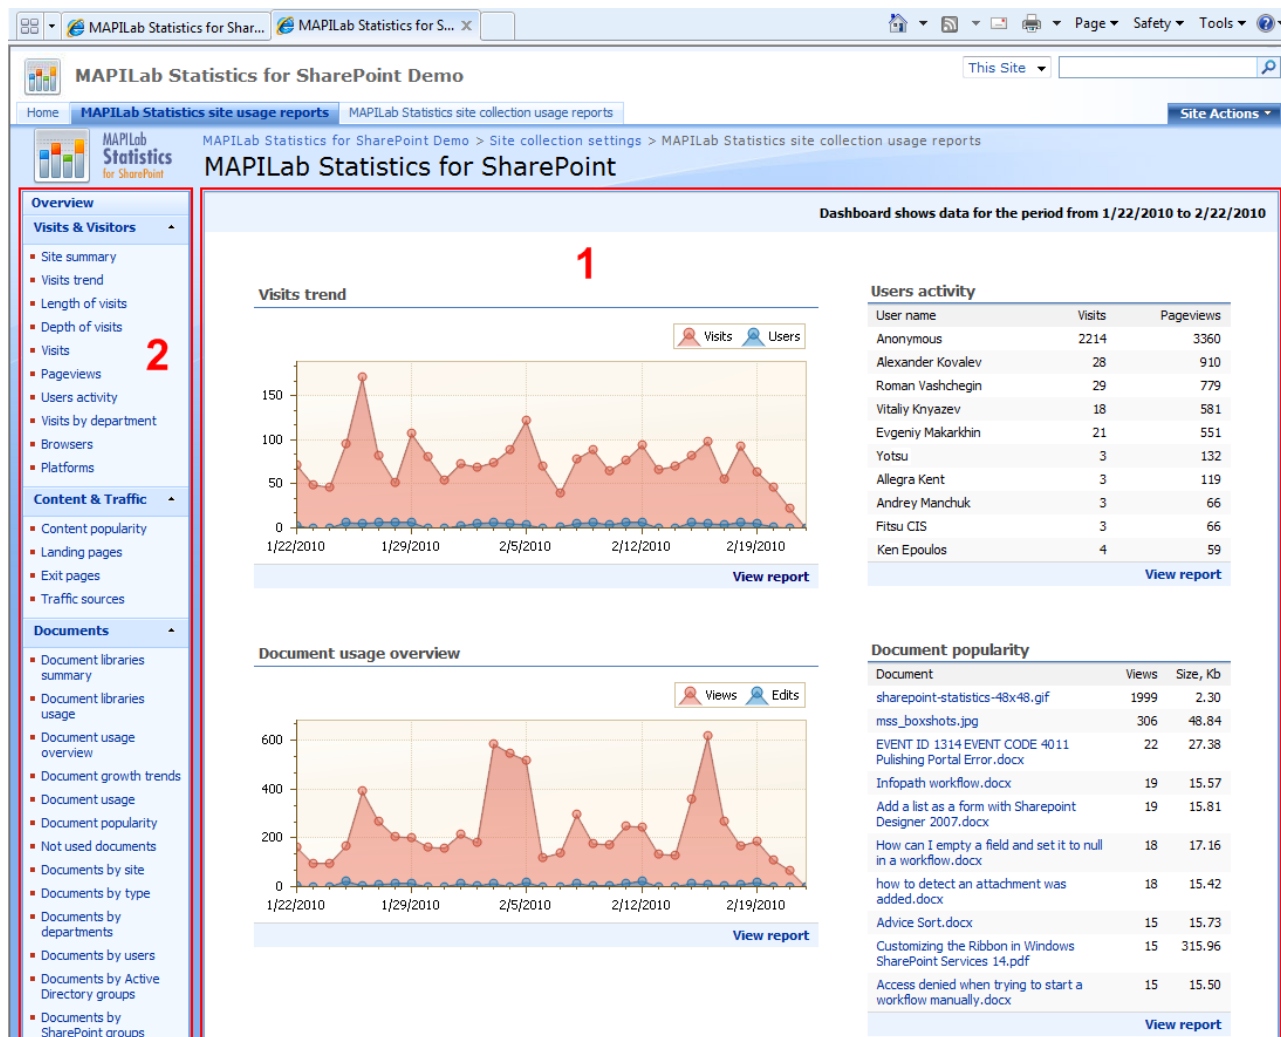 MAPILab Statistics for Shar...
MAPILab Statistics for S...
Page
Safety
Tools
MAPILab Statistics for SharePoint Demo
This Site
Home
MAPILab Statistics site usage reports
MAPILab Statistics site collection usage reports
Site Actions
MAPILab
Statistics
for SharePoint
MAPILab Statistics for SharePoint Demo > Site collection settings > MAPILab Statistics site collection usage reports
MAPILab Statistics for SharePoint
Overview
Visits & Visitors
Site summary
Visits trend
Length of visits
Depth of visits
Visits
Pageviews
Users activity
Visits by department
Browsers
Platforms
2
Content & Traffic
Content popularity
Landing pages
Exit pages
Traffic sources
Documents
Document libraries
summary
Document libraries
usage
Document usage
overview
Document growth trends
Document usage
Document popularity
Not used documents
Documents by site
Documents by type
Documents by
departments
Documents by users
Documents by Active
Directory groups
Documents by
SharePoint groups
Dashboard shows data for the period from 1/22/2010 to 2/22/2010
1
Visits trend
Visits Users
150
100
50
0
1/22/2010 1/29/2010 2/5/2010 2/12/2010 2/19/2010
View report
Users activity
User name Visits Pageviews
Anonymous 2214 3360
Alexander Kovalev 28 910
Roman Vashchegin 29 779
Vitaliy Knyazev 18 581
Evgeniy Makarkhin 21 551
Yotsu 3 132
Allegra Kent 3 119
Andrey Manchuk 3 66
Fitsu CIS 3 66
Ken Epoulos 4 59
View report
Document usage overview
Views Edits
600
400
200
0
1/22/2010 1/29/2010 2/5/2010 2/12/2010 2/19/2010
View report
Document popularity
Document Views Size, Kb
sharepoint-statistics-48x48.gif 1999 2.30
mss_boxshots.jpg 306 48.84
EVENT ID 1314 EVENT CODE 4011 22 27.38
Pulishing Portal Error.docx
Infopath workflow.docx 19 15.57
Add a list as a form with Sharepoint 19 15.81
Designer 2007.docx
How can I empty a field and set it to null 18 17.16
in a workflow.docx
how to detect an attachment was 18 15.42
added.docx
Advice Sort.docx 15 15.73
Customizing the Ribbon in Windows 15 315.96
SharePoint Services 14.pdf
Access denied when trying to start a 15 15.50
workflow manually.docx
View report